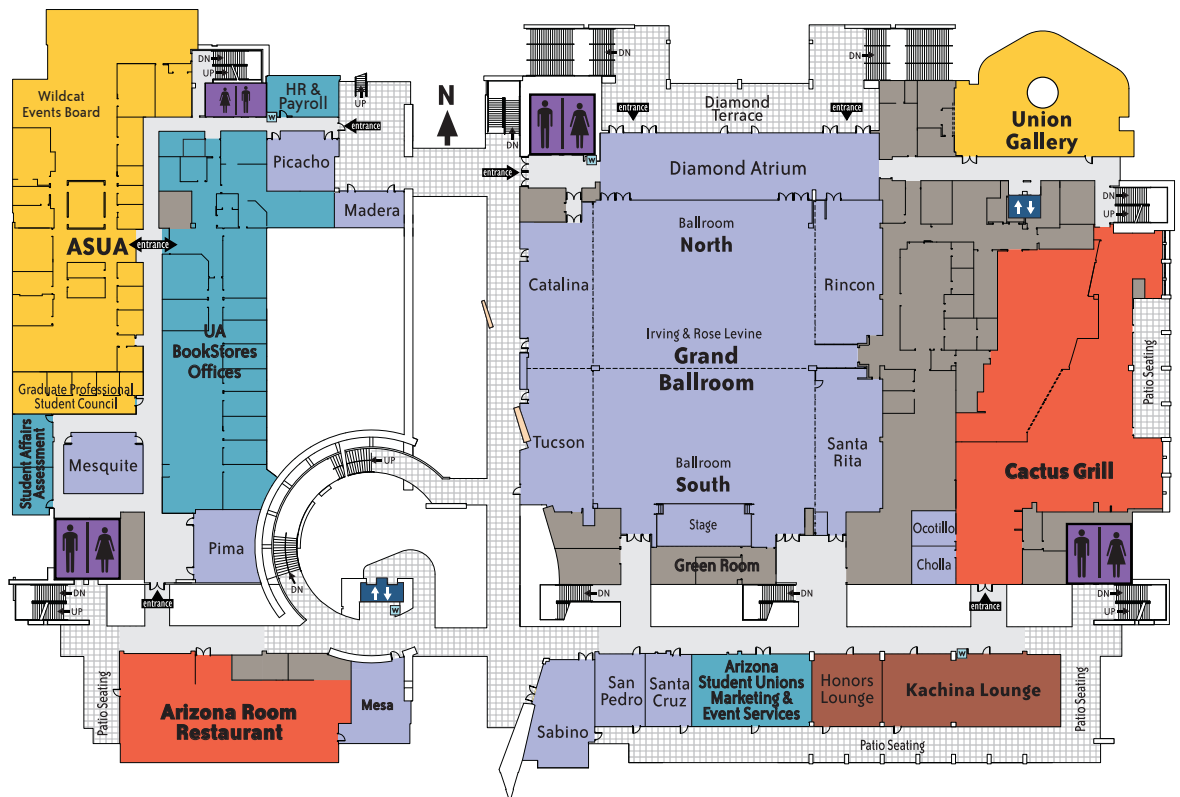 DN
UP
Wildcat
Events Board
HR &
Payroll
W
UP
entrance
Picacho
Madera
ASUA
entrance
UA
BookStores
Offices
Graduate Professional
Student Council
Student Affairs
Assessment
Mesquite
Pima
UP
DN
W
DN
UP
entrance
N
DN
entrance
W
DN
DN
entrance
Diamond
Terrace
entrance
Diamond Atrium
Union
Gallery
DN
UP
Ballroom
North
Catalina
Rincon
Irving & Rose Levine
Grand
Ballroom
Tucson
Santa
Rita
Ballroom
South
Stage
Green Room
Patio Seating
Cactus Grill
Ocotillo
Cholla
DN
DN
DN
entrance
DN
UP
Patio Seating
Arizona Room
Restaurant
Mesa
Sabino
San
Pedro
Santa
Cruz
Arizona
Student Unions
Marketing &
Event Services
Honors
Lounge
W
Kachina Lounge
Patio Seating
Patio Seating